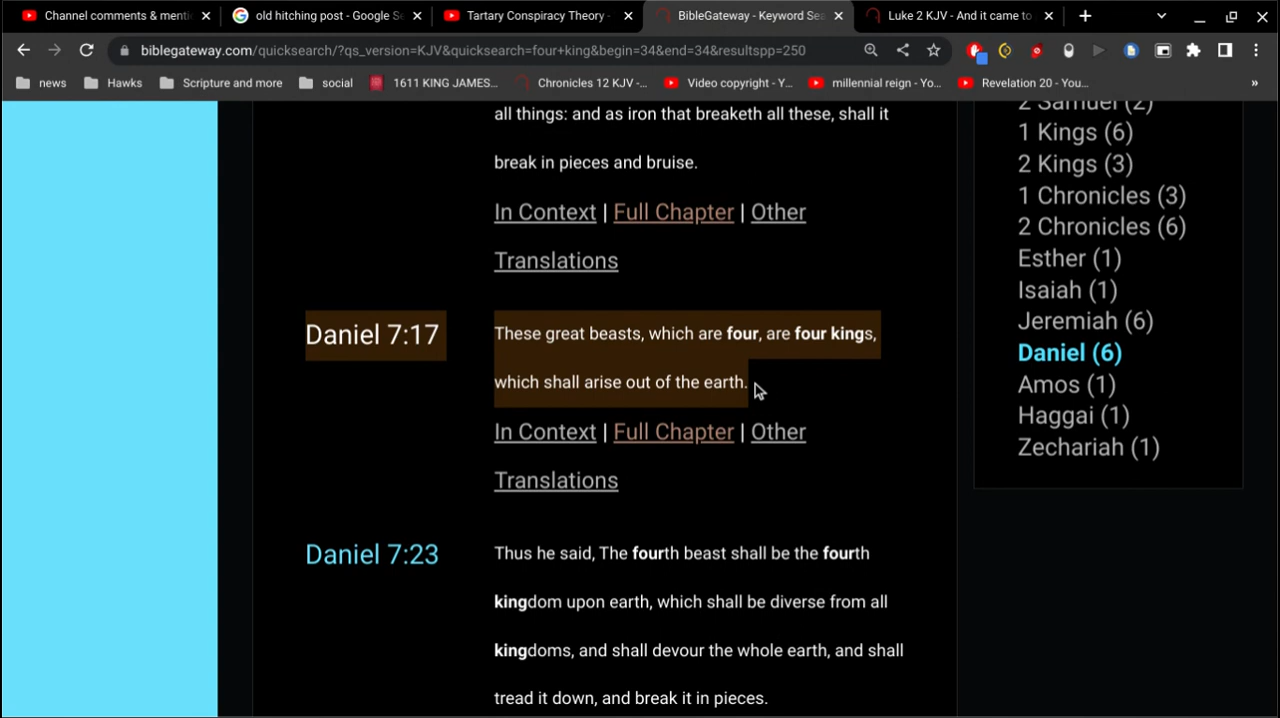 Channel comments & menti
old hitching post - Google Se
Tartary Conspiracy Theory -
BibleGateway - Keyword Sea
Luke 2 KJV - And it came to
biblegateway.com/quicksearch/?qs_version=KJV&quicksearch=four+king&begin=34&end=34&resultspp=250
news
Hawks
Scripture and more
social
1611 KING JAMES...
Chronicles 12 KJV -...
Video copyright - Y...
millennial reign - Yo...
Revelation 20 - You...
»
all things: and as iron that breaketh all these, shall it
break in pieces and bruise.
In Context | Full Chapter | Other
Translations
Daniel 7:17
These great beasts, which are four, are four kings,
which shall arise out of the earth.
In Context | Full Chapter | Other
Translations
Daniel 7:23
Thus he said, The fourth beast shall be the fourth
kingdom upon earth, which shall be diverse from all
kingdoms, and shall devour the whole earth, and shall
tread it down, and break it in pieces.
2 Samuel (2)
1 Kings (6)
2 Kings (3)
1 Chronicles (3)
2 Chronicles (6)
Esther (1)
Isaiah (1)
Jeremiah (6)
Daniel (6)
Amos (1)
Haggai (1)
Zechariah (1)